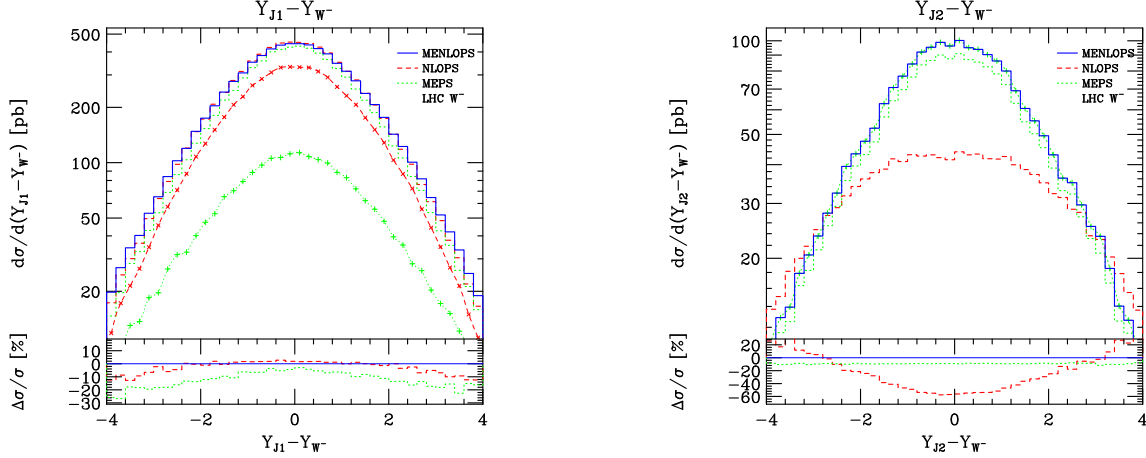 Y_J1−Y_W⁻
dσ/d(Y_J1−Y_W⁻) [pb]
500
200
100
50
20
MENLOPS
NLOPS
MEPS
LHC W⁻
Δσ/σ [%]
10
0
−10
−20
−30
−4 −2 0 2 4
Y_J1−Y_W⁻
Y_J2−Y_W⁻
dσ/d(Y_J2−Y_W⁻) [pb]
100
50
40
30
20
MENLOPS
NLOPS
MEPS
LHC W⁻
Δσ/σ [%]
20
0
−20
−40
−60
−4 −2 0 2 4
Y_J2−Y_W⁻